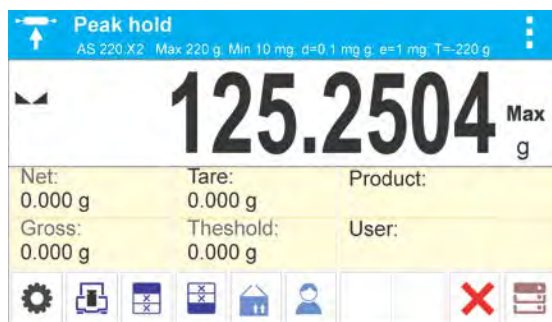 Peak hold
AS 220.X2 Max 220 g: Min 10 mg: d=0.1 mg g: e=1 mg: T=-220 g
125.2504 Max
g
Net: Tare: Product:
0.000 g 0.000 g
Gross: Theshold: User:
0.000 g 0.000 g